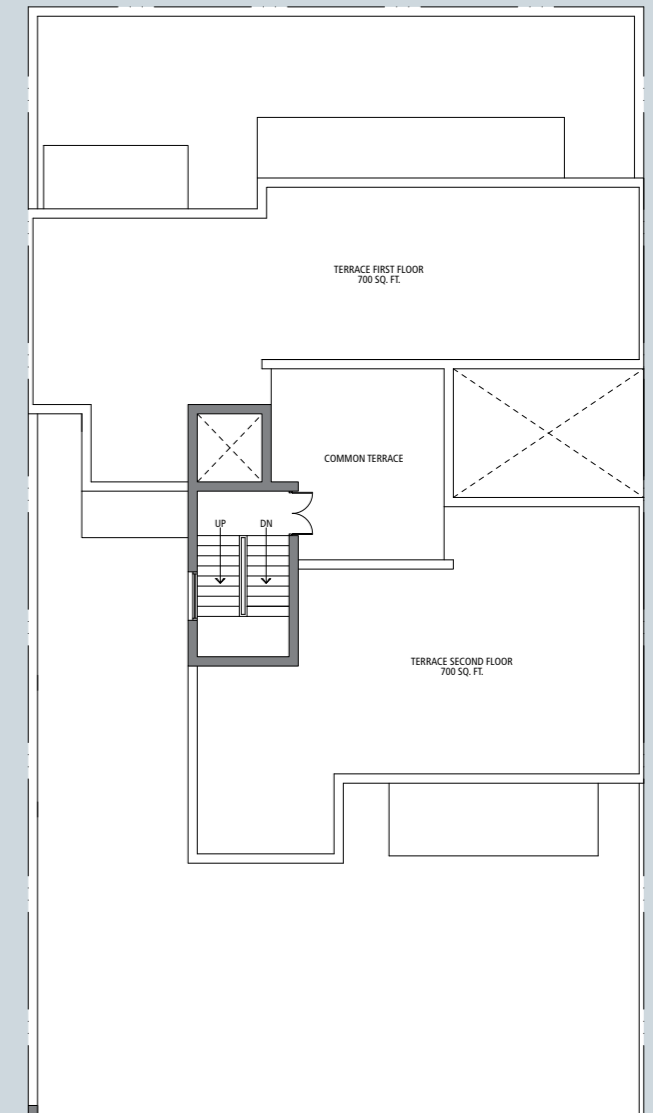 TERRACE FIRST FLOOR
700 SQ. FT.
COMMON TERRACE
UP
DN
TERRACE SECOND FLOOR
700 SQ. FT.